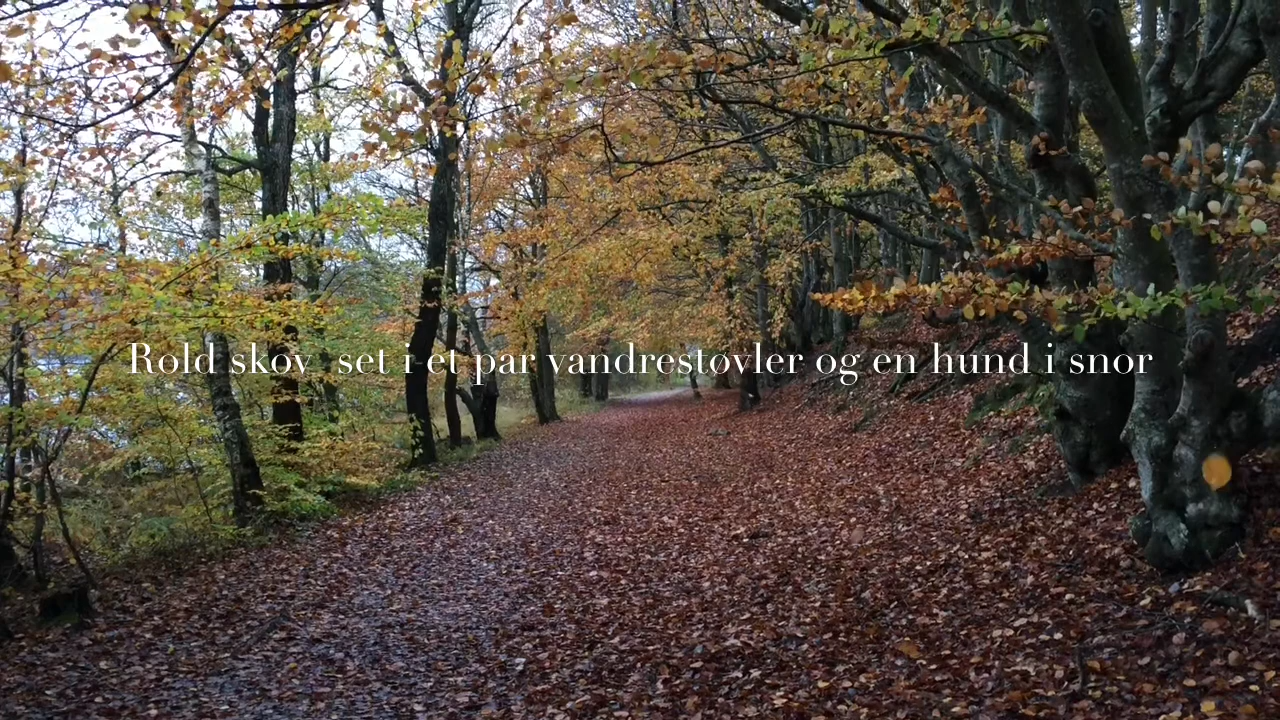 Rold skov  set i et par vandrestøvler og en hund i snor